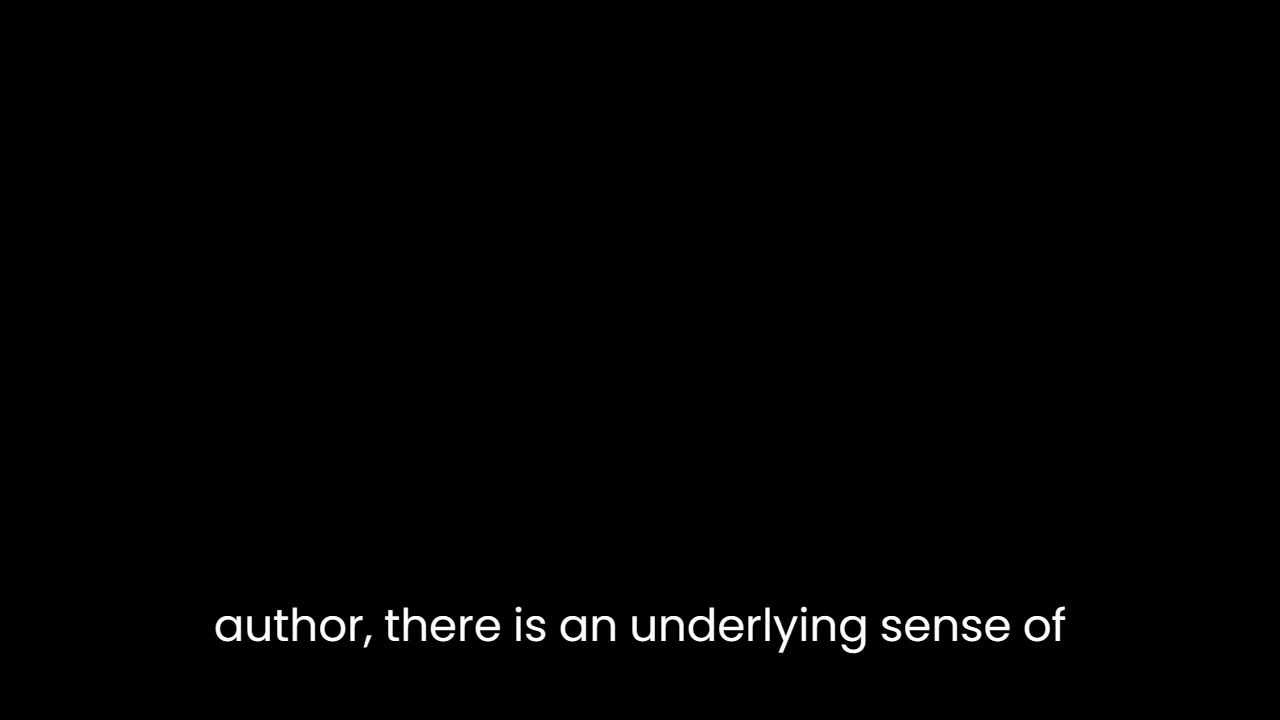 author, there is an underlying sense of